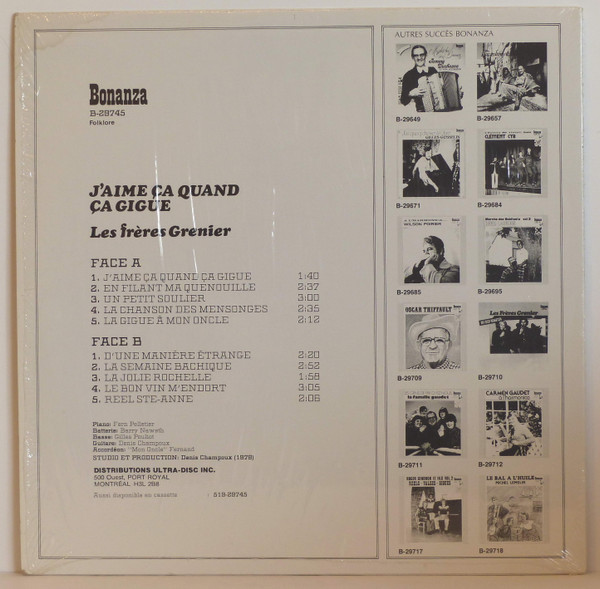 Bonanza
B-29745
Folklore
J'AIME ÇA QUAND
ÇA GIGUE
Les frères Grenier
FACE A
1. J'AIME ÇA QUAND ÇA GIGUE 1:40
2. EN FILANT MA QUENOUILLE 2:37
3. UN PETIT SOULIER 3:00
4. LA CHANSON DES MENSONGES 2:35
5. LA GIGUE À MON ONCLE 2:12
FACE B
1. D'UNE MANIÈRE ÉTRANGE 2:20
2. LA SEMAINE BACHIQUE 2:52
3. LA JOLIE ROCHELLE 1:58
4. LE BON VIN M'ENDORT 3:05
5. REEL STE-ANNE 2:06
Piano: Fern Pelletier
Batterie: Barry
Basse: Gilles
Guitare: Denis Champoux
Accordéon: "Mon Oncle" Fernand
STUDIO ET PRODUCTION: Denis Champoux (1978)
DISTRIBUTIONS ULTRA-DISC INC.
500 Ouest, PORT ROYAL
MONTRÉAL H3L 2B8
Aussi disponible en cassette : 518-29745
AUTRES SUCCÈS BONANZA
B-29649
B-29657
B-29671
CLÉMENT CYR
B-29684
WILSON POIRIER
B-29685
B-29695
OSCAR THIFFAULT
B-29709
Les Frères Grenier
B-29710
la famille gaudet
B-29711
CARMEN GAUDET
B-29712
B-29717
LE BAL A L'HUILE
B-29718